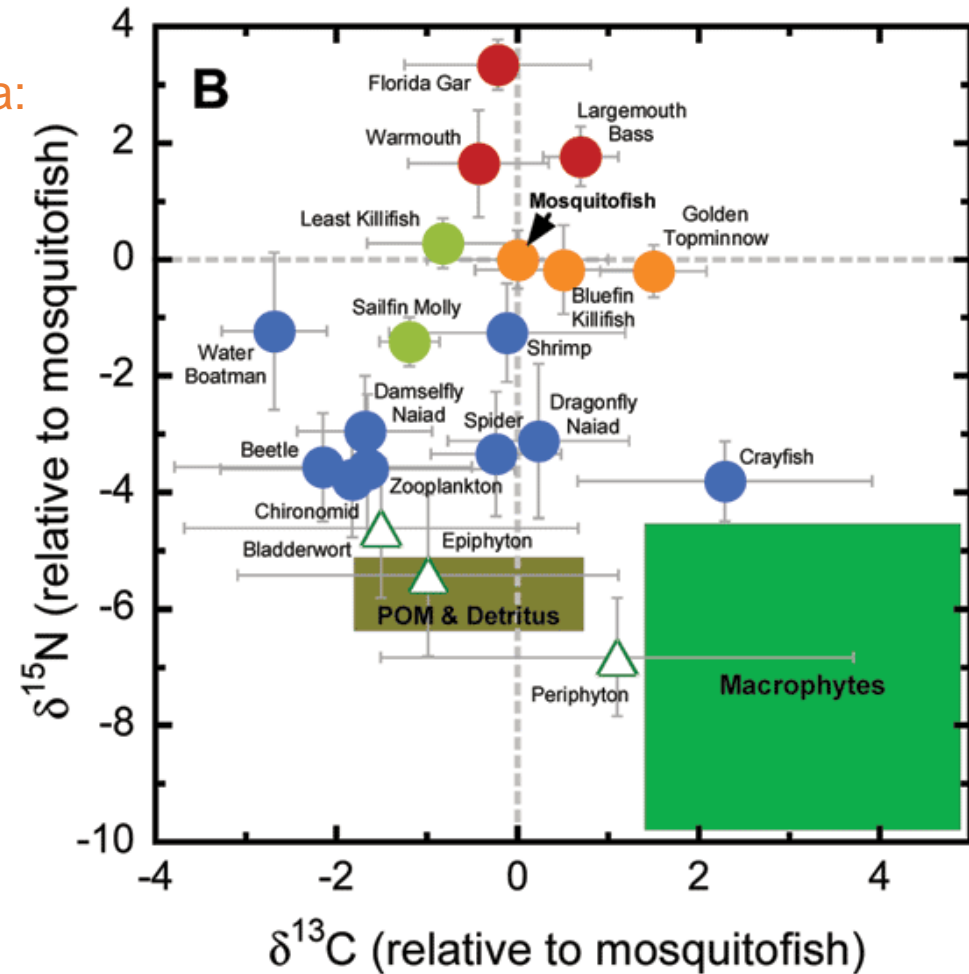 a:
B
4
2
0
-2
-4
-6
-8
-10
δ15N (relative to mosquitofish)
Florida Gar
Largemouth
Bass
Warmouth
Mosquitofish
Least Killifish
Golden
Topminnow
Bluefin
Killifish
Sailfin Molly
Shrimp
Water
Boatman
Damselfly
Naiad
Dragonfly
Naiad
Spider
Beetle
Crayfish
Zooplankton
Chironomid
Bladderwort
Epiphyton
POM & Detritus
Macrophytes
Periphyton
-4
-2
0
2
4
δ13C (relative to mosquitofish)